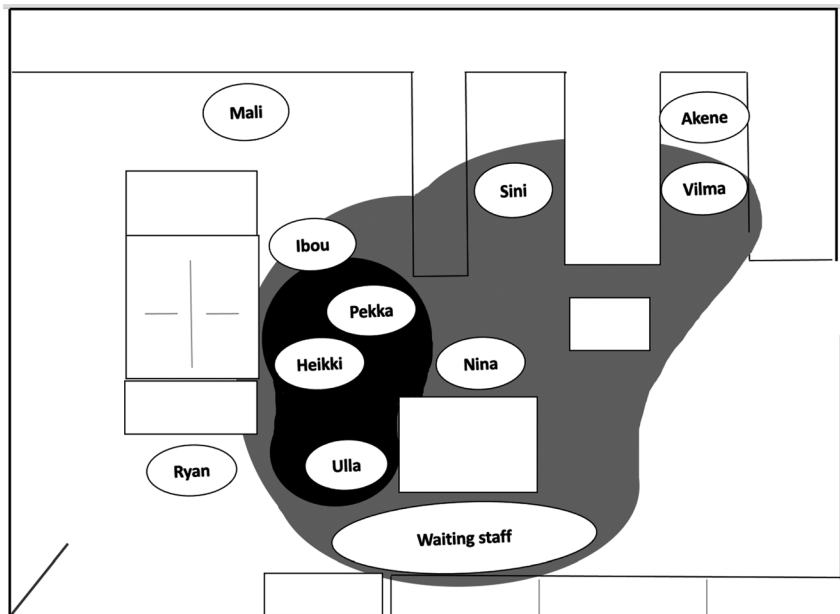 Mali
Akene
Sini
Vilma
Ibou
Pekka
Heikki
Nina
Ulla
Ryan
Waiting staff